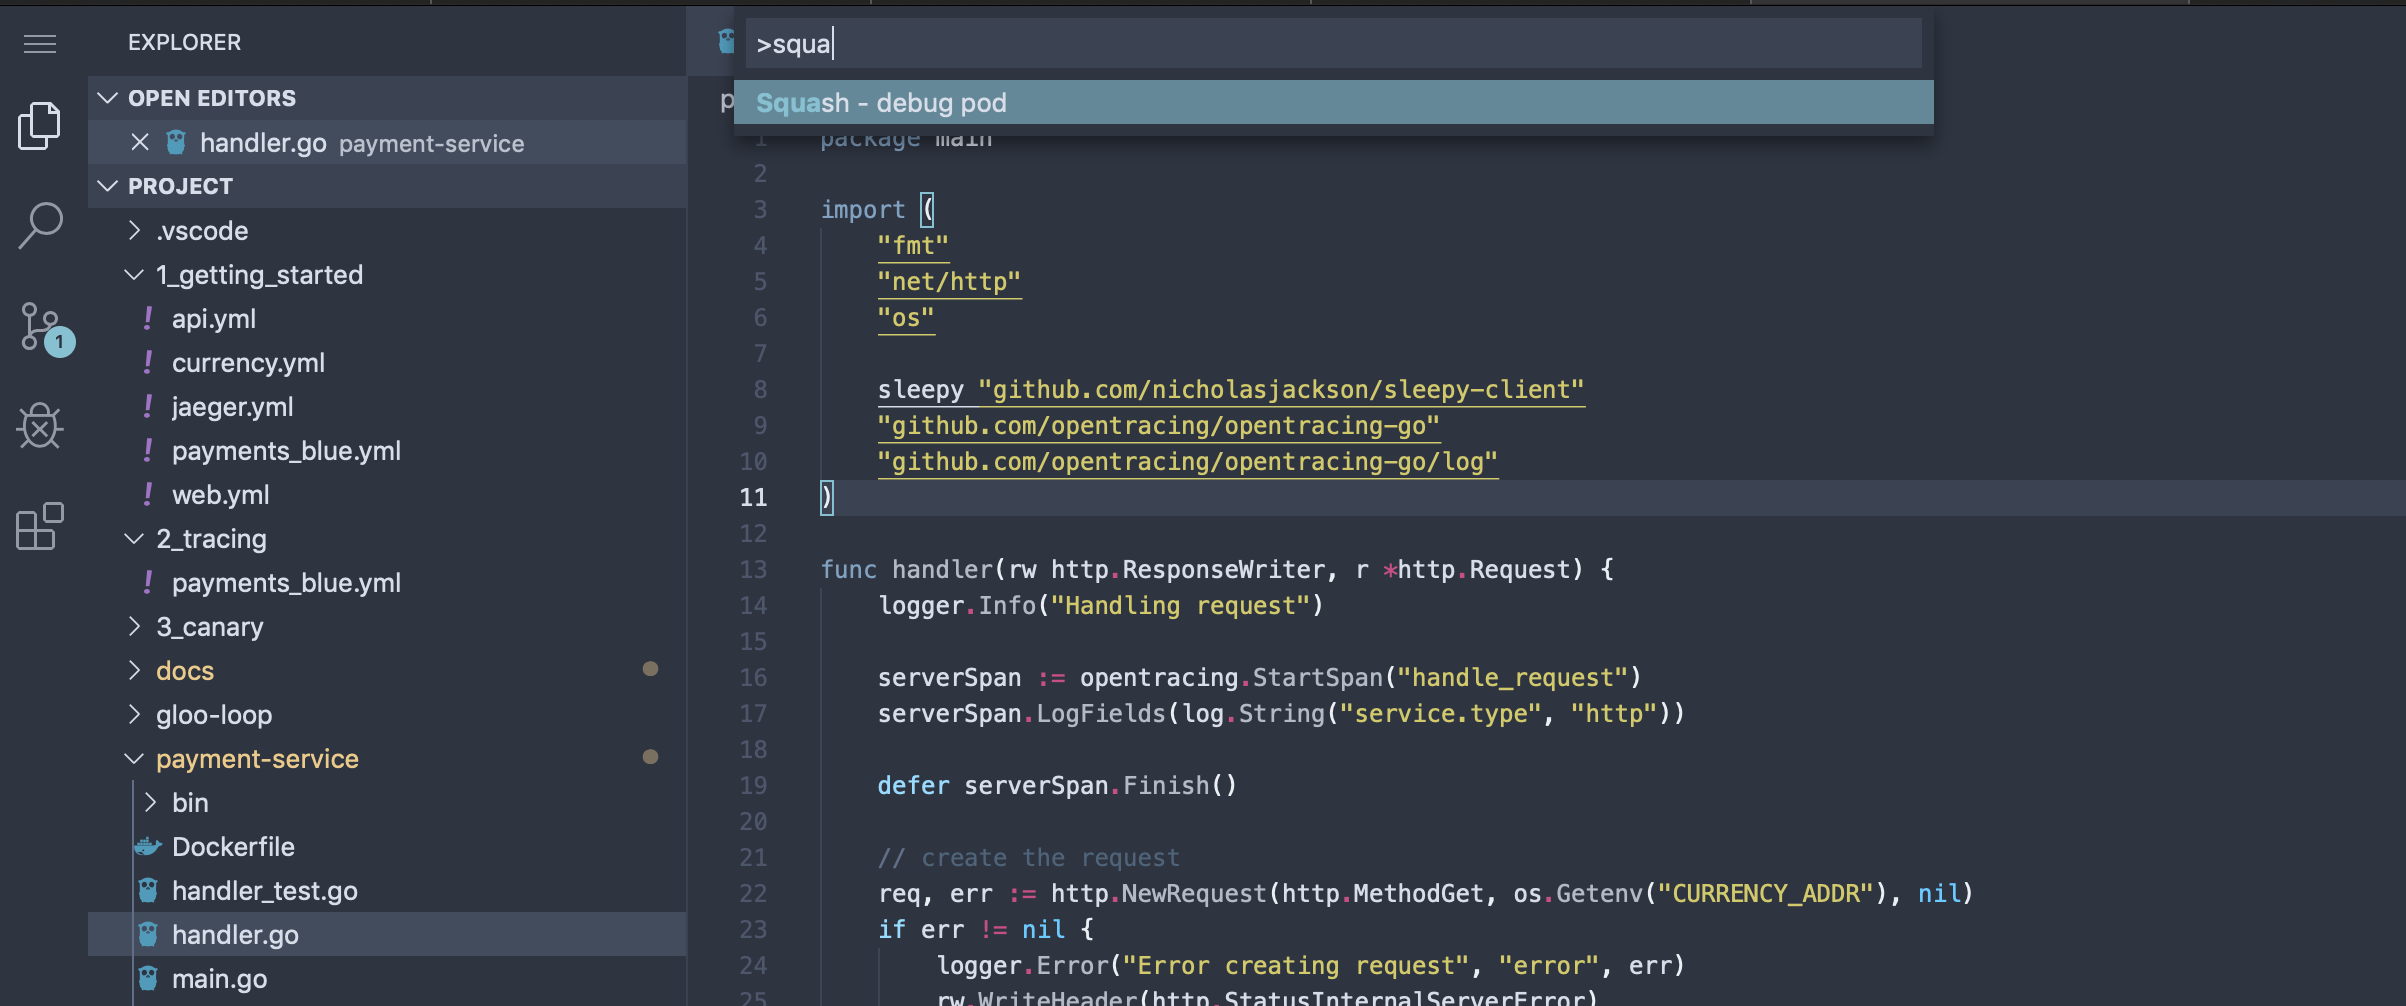 EXPLORER
OPEN EDITORS
handler.go payment-service
PROJECT
.vscode
1_getting_started
! api.yml
! currency.yml
! jaeger.yml
! payments_blue.yml
! web.yml
2_tracing
! payments_blue.yml
3_canary
docs
gloo-loop
payment-service
bin
Dockerfile
handler_test.go
handler.go
main.go
1
>squa
Squash - debug pod
p
1 package main
2
3 import (
4 "fmt"
5 "net/http"
6 "os"
7
8 sleepy "github.com/nicholasjackson/sleepy-client"
9 "github.com/opentracing/opentracing-go"
10 "github.com/opentracing/opentracing-go/log"
11 )
12
13 func handler(rw http.ResponseWriter, r *http.Request) {
14 logger.Info("Handling request")
15
16 serverSpan := opentracing.StartSpan("handle_request")
17 serverSpan.LogFields(log.String("service.type", "http"))
18
19 defer serverSpan.Finish()
20
21 // create the request
22 req, err := http.NewRequest(http.MethodGet, os.Getenv("CURRENCY_ADDR"), nil)
23 if err != nil {
24 logger.Error("Error creating request", "error", err)
25 rw.WriteHeader(http.StatusInternalServerError)